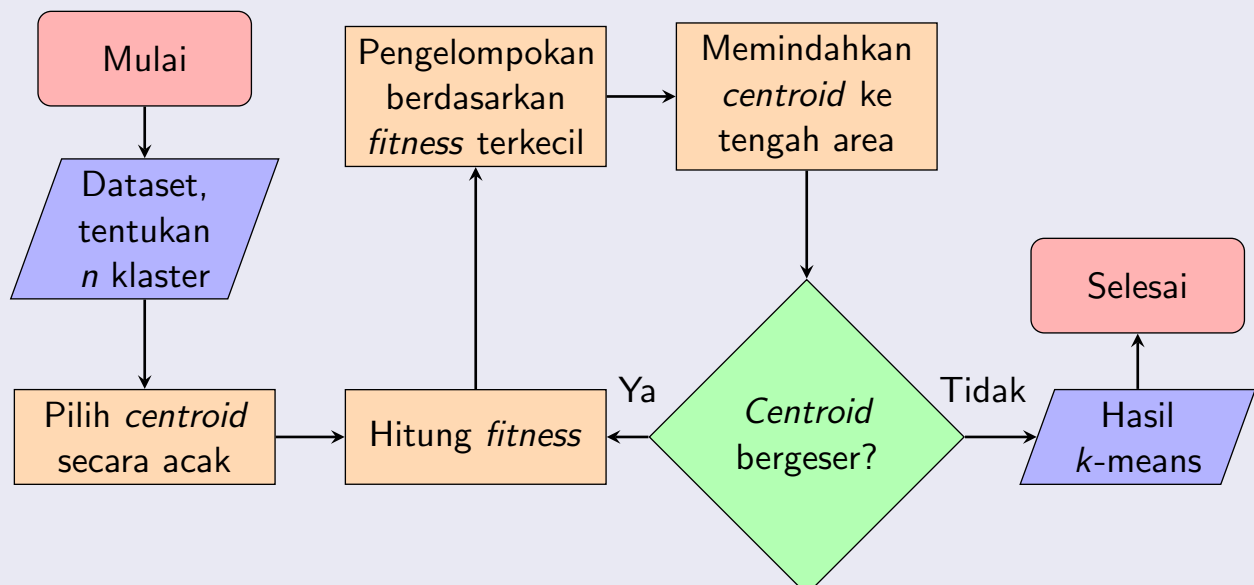 Mulai
Dataset,
tentukan
n klaster
Pilih centroid
secara acak
Hitung fitness
Pengelompokan
berdasarkan
fitness terkecil
Memindahkan
centroid ke
tengah area
Centroid
bergeser?
Ya
Tidak
Hasil
k-means
Selesai